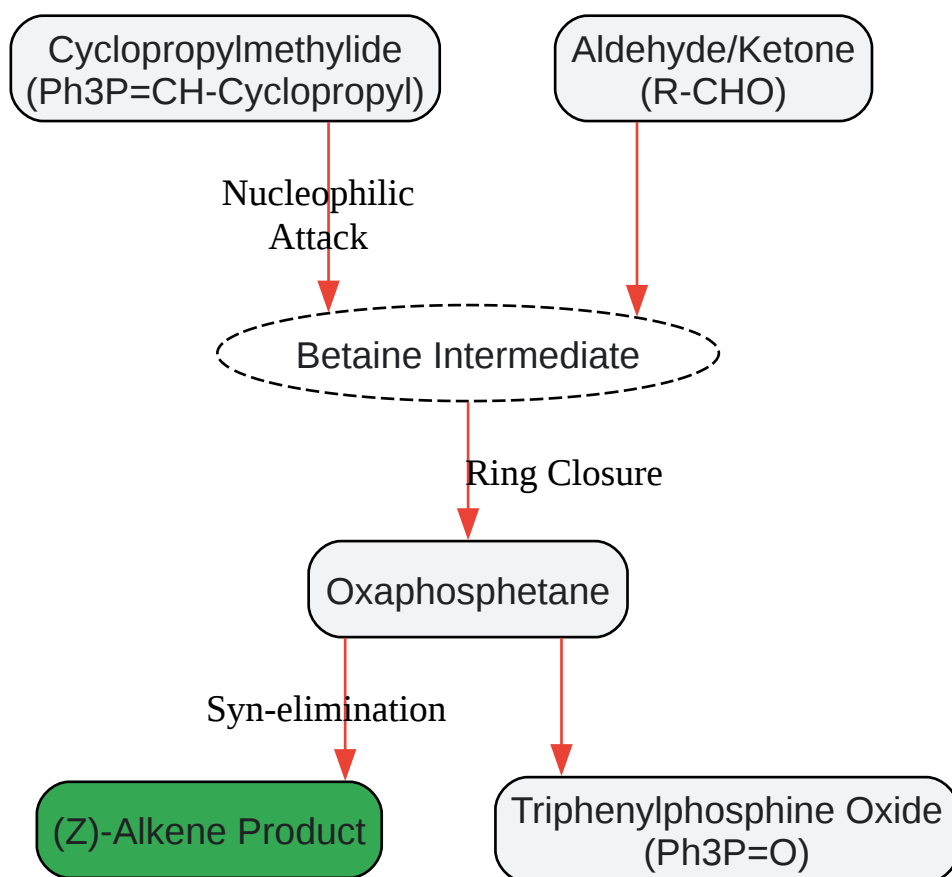 Cyclopropylmethylide
(Ph3P=CH-Cyclopropyl)
Aldehyde/Ketone
(R-CHO)
Nucleophilic
Attack
Betaine Intermediate
Ring Closure
Oxaphosphetane
Syn-elimination
(Z)-Alkene Product
Triphenylphosphine Oxide
(Ph3P=O)